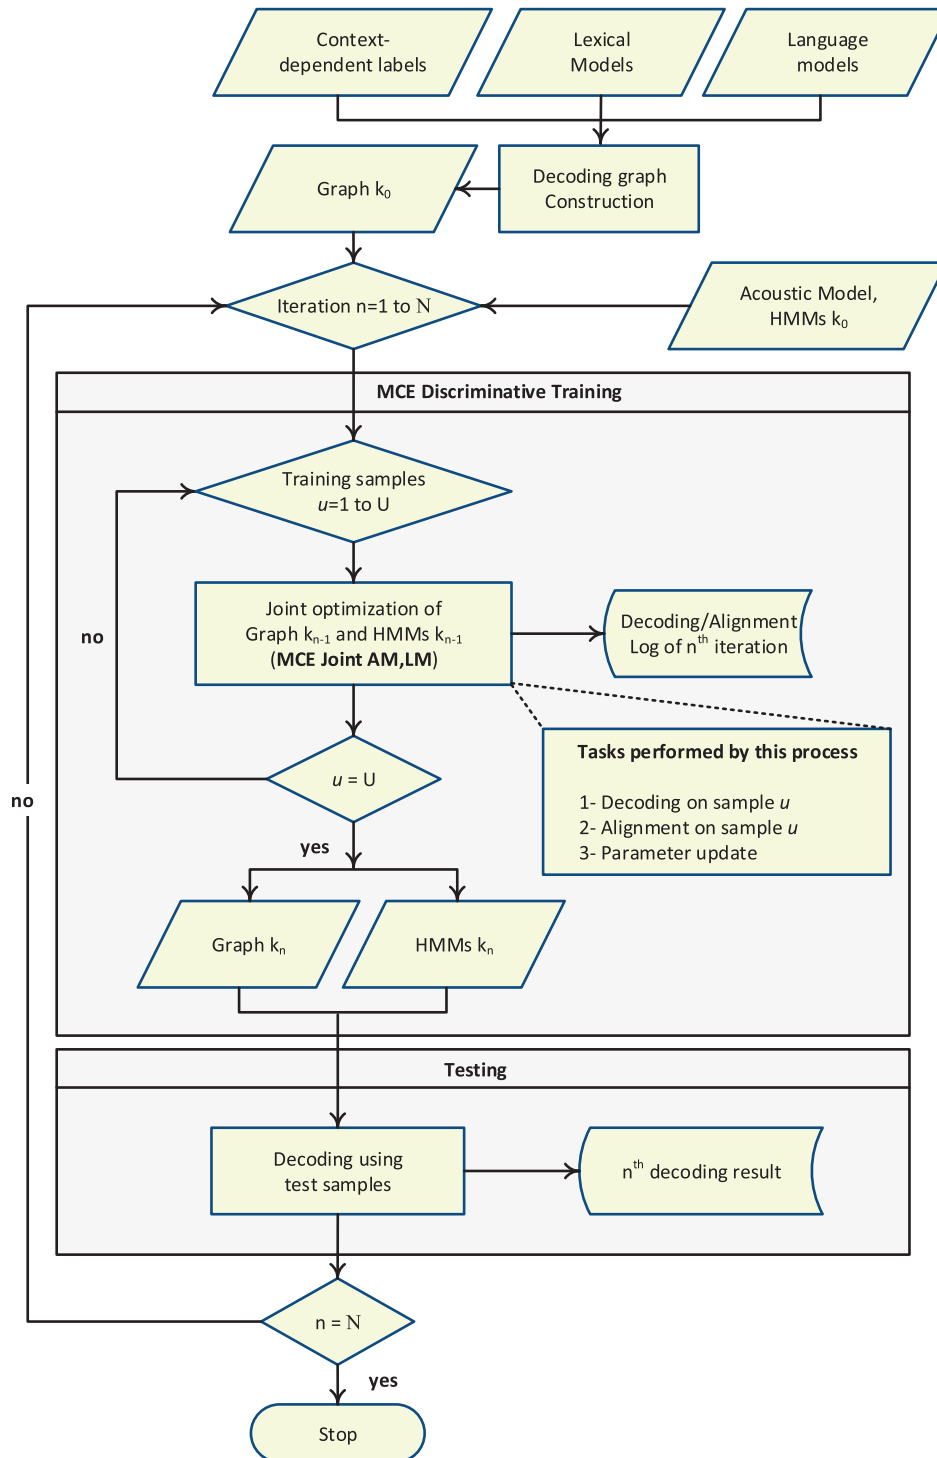 Context-
dependent labels
Lexical
Models
Language
models
Graph k0
Decoding graph
Construction
Iteration n=1 to N
Acoustic Model,
HMMs k0
MCE Discriminative Training
Training samples
u=1 to U
Joint optimization of
Graph kn-1 and HMMs kn-1
(MCE Joint AM,LM)
Decoding/Alignment
Log of nth iteration
no
Tasks performed by this process
1- Decoding on sample u
2- Alignment on sample u
3- Parameter update
u = U
no
yes
Graph kn
HMMs kn
Testing
Decoding using
test samples
nth decoding result
n = N
yes
Stop